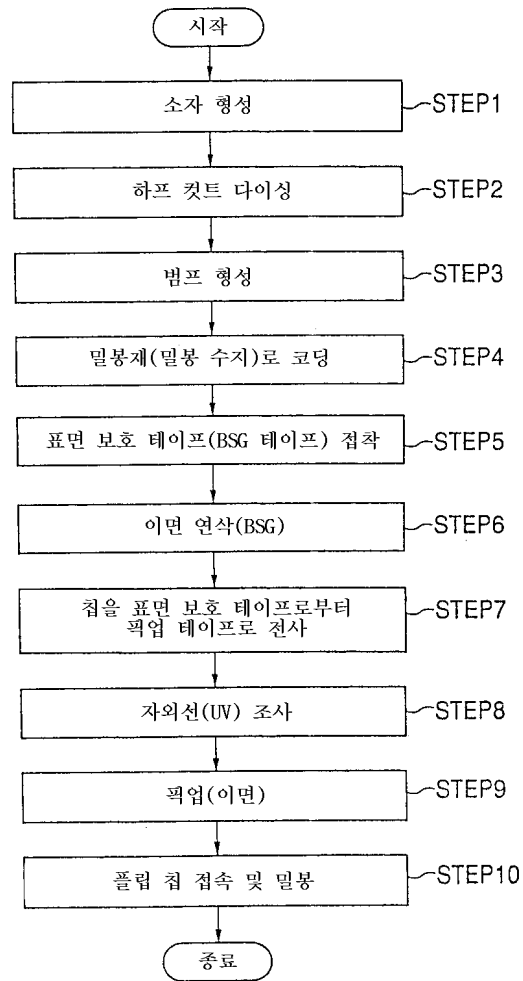 시작
소자 형성
STEP1
하프 컷트 다이싱
STEP2
범프 형성
STEP3
밀봉재(밀봉 수지)로 코딩
STEP4
표면 보호 테이프(BSG 테이프) 접착
STEP5
이면 연삭(BSG)
STEP6
칩을 표면 보호 테이프로부터
픽업 테이프로 전사
STEP7
자외선(UV) 조사
STEP8
픽업(이면)
STEP9
플립 칩 접속 및 밀봉
STEP10
종료